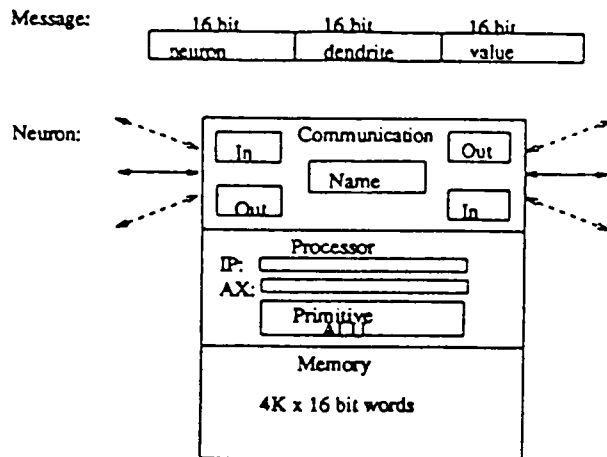 Message:
16 bit 16 bit 16 bit
neuron dendrite value
Neuron:
Communication
In Out
Name
Out In
Processor
IP:
AX:
Primitive
ALU
Memory
4K x 16 bit words